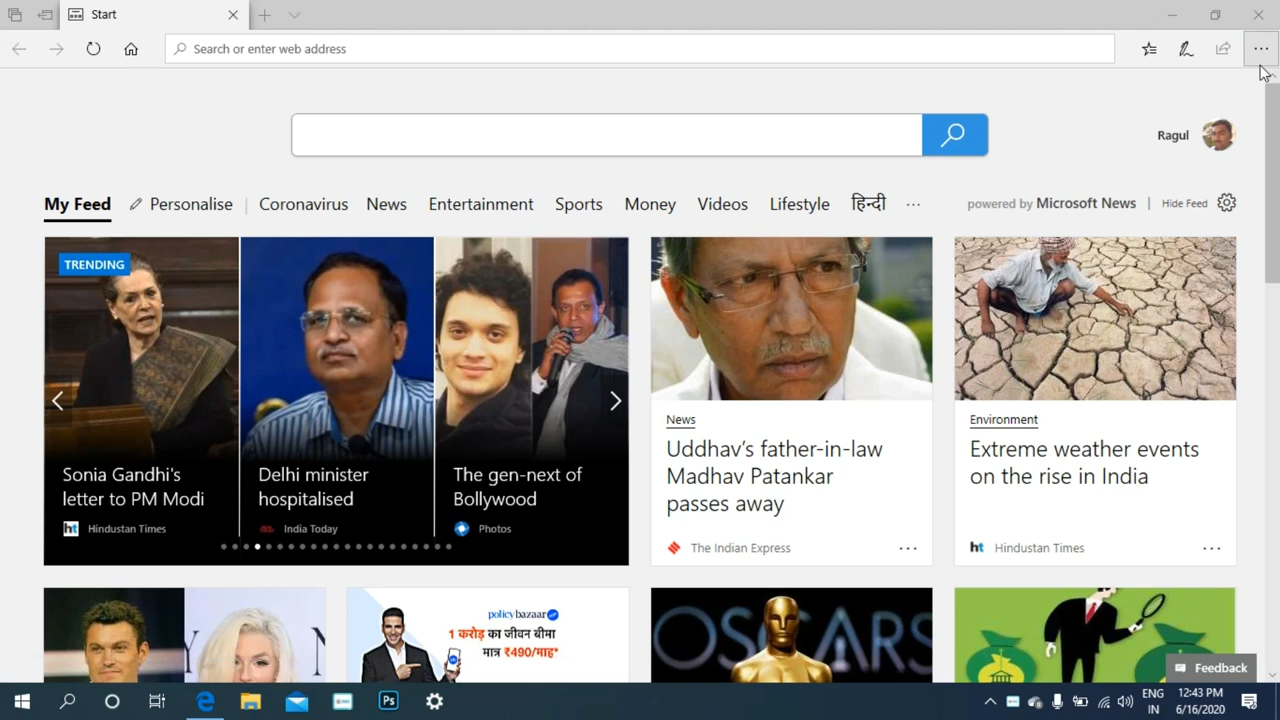 Start
Search or enter web address
Ragul
My Feed
Personalise
Coronavirus
News
Entertainment
Sports
Money
Videos
Lifestyle
हिन्दी
powered by Microsoft News
Hide Feed
TRENDING
Sonia Gandhi's
letter to PM Modi
ht Hindustan Times
Delhi minister
hospitalised
India Today
The gen-next of
Bollywood
Photos
News
Uddhav's father-in-law
Madhav Patankar
passes away
The Indian Express
Environment
Extreme weather events
on the rise in India
ht Hindustan Times
policybazaar
1 करोड़ का जीवन बीमा
मात्र ₹490/माह*
OSCARS
Feedback
Ps
ENG
IN
12:43 PM
6/16/2020